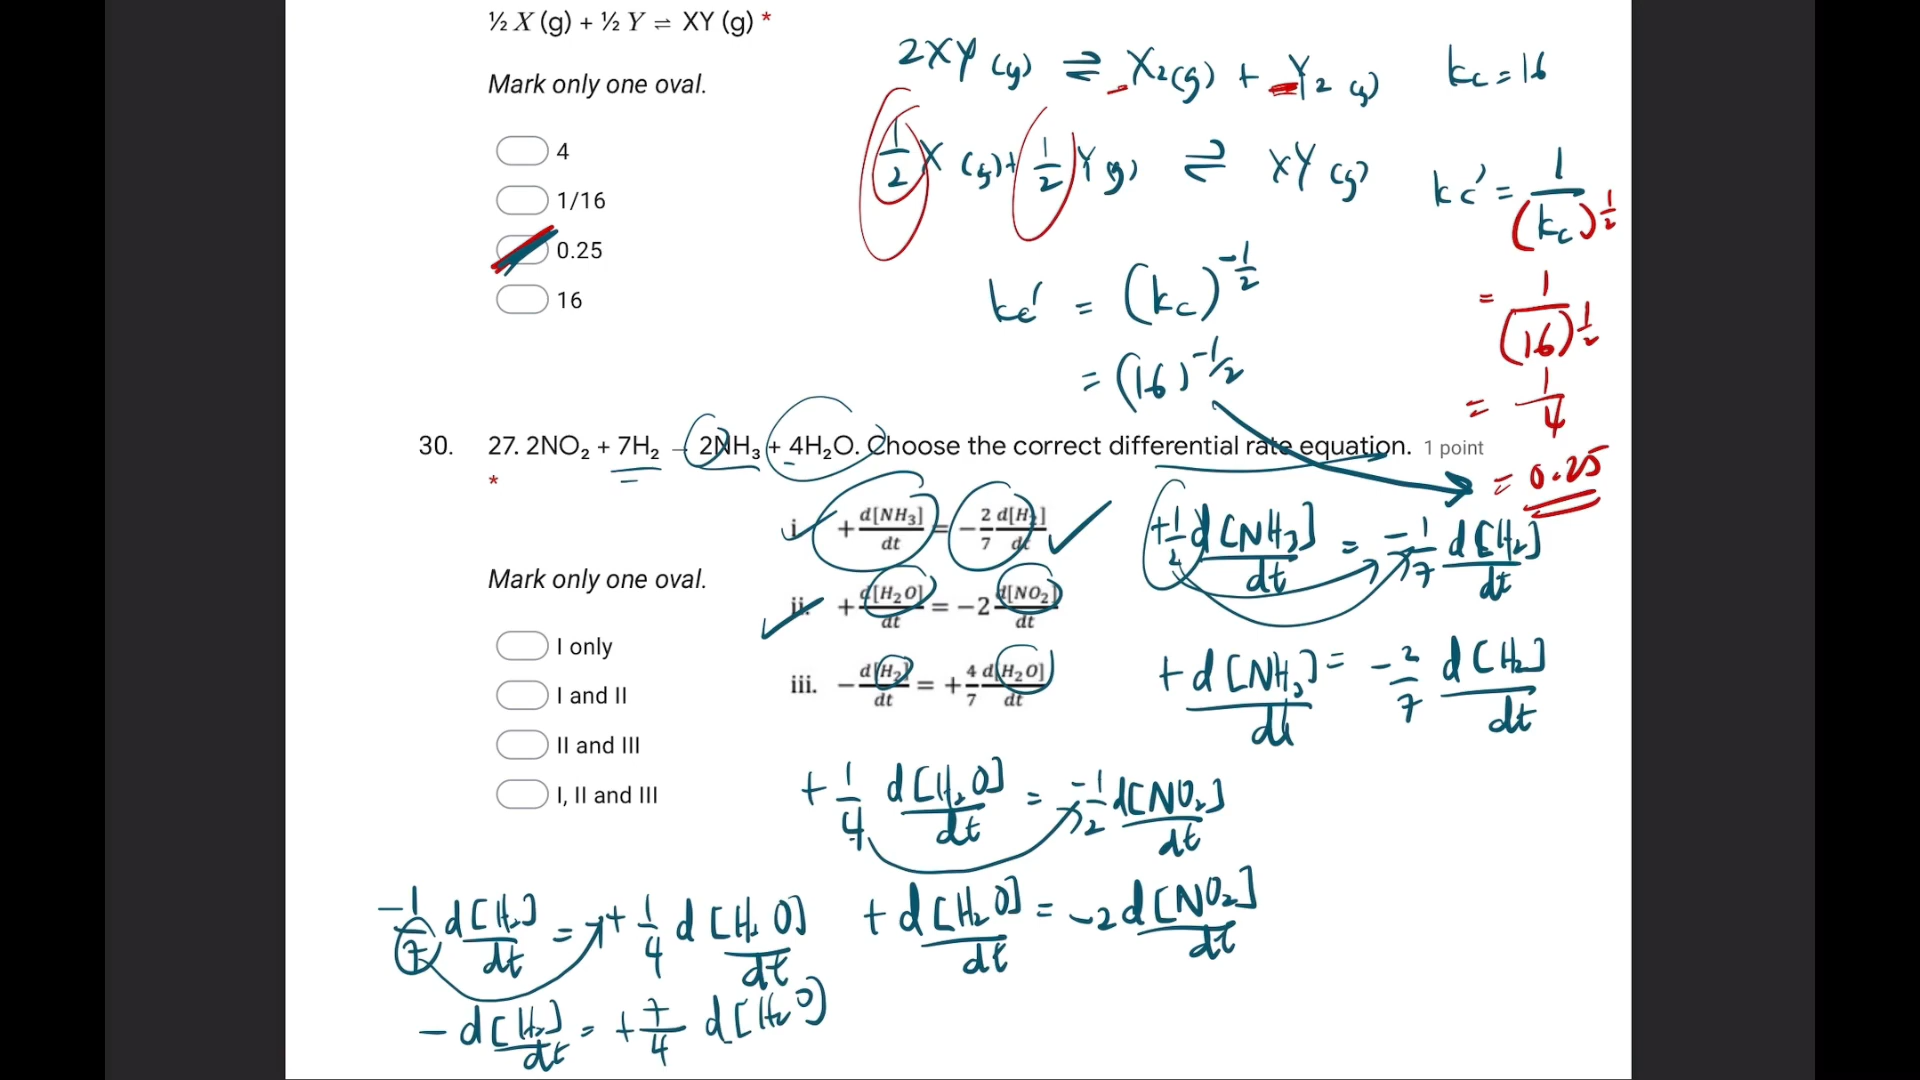 ½ X (g) + ½ Y ⇌ XY (g) *
Mark only one oval.
4
1/16
0.25
16
2XY (g) ⇌ X2(g) + Y2 (g) kc = 16
1/2 X (g) + 1/2 Y (g) ⇌ XY (g) kc' = 1/(kc)^1/2
kc' = (kc)^-1/2
= 1/(16)^1/2
= (16)^-1/2
= 1/4
= 0.25
30. 27. 2NO₂ + 7H₂ → 2NH₃ + 4H₂O. Choose the correct differential rate equation. 1 point
*
i. + d[NH₃]/dt = − 2/7 d[H₂]/dt
ii. + d[H₂O]/dt = −2 d[NO₂]/dt
iii. − d[H₂]/dt = + 4/7 d[H₂O]/dt
Mark only one oval.
I only
I and II
II and III
I, II and III
+ 1/2 d[NH3]/dt = - 1/7 d[H2]/dt
+ d[NH3]/dt = - 2/7 d[H2]/dt
+ 1/4 d[H2O]/dt = - 1/2 d[NO2]/dt
+ d[H2O]/dt = -2 d[NO2]/dt
- 1/7 d[H2]/dt = + 1/4 d[H2O]/dt
- d[H2]/dt = + 7/4 d[H2O]